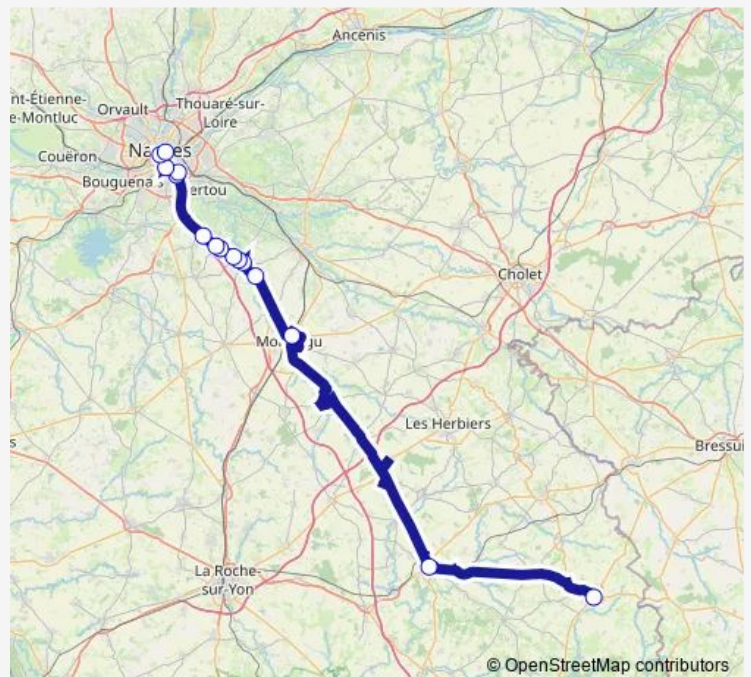 Ancenis
nt-Étienne-
e-Montluc
Orvault
Thouaré-sur-
Loire
Couëron
Bouguena
ertou
Cholet
Les Herbiers
Bressui
La Roche-
sur-Yon
© OpenStreetMap contributors